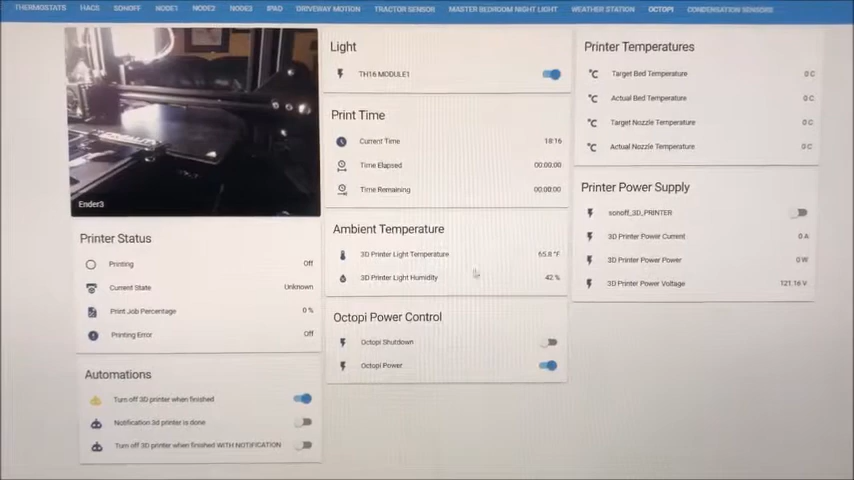 THERMOSTATS HACS SONOFF NODE1 NODE2 NODE3 IPAD DRIVEWAY MOTION TRACTOR SENSOR MASTER BEDROOM NIGHT LIGHT WEATHER STATION OCTOPI CONDENSATION SENSORS
Ender3
Printer Status
Printing Off
Current State Unknown
Print Job Percentage 0 %
Printing Error Off
Automations
Turn off 3D printer when finished
Notification 3d printer is done
Turn off 3D printer when finished WITH NOTIFICATION
Light
TH16 MODULE1
Print Time
Current Time 18:16
Time Elapsed 00:00:00
Time Remaining 00:00:00
Ambient Temperature
3D Printer Light Temperature 65.8 °F
3D Printer Light Humidity 42 %
Octopi Power Control
Octopi Shutdown
Octopi Power
Printer Temperatures
°C Target Bed Temperature 0 C
°C Actual Bed Temperature 0 C
°C Target Nozzle Temperature 0 C
°C Actual Nozzle Temperature 0 C
Printer Power Supply
sonoff_3D_PRINTER
3D Printer Power Current 0 A
3D Printer Power Power 0 W
3D Printer Power Voltage 121.16 V